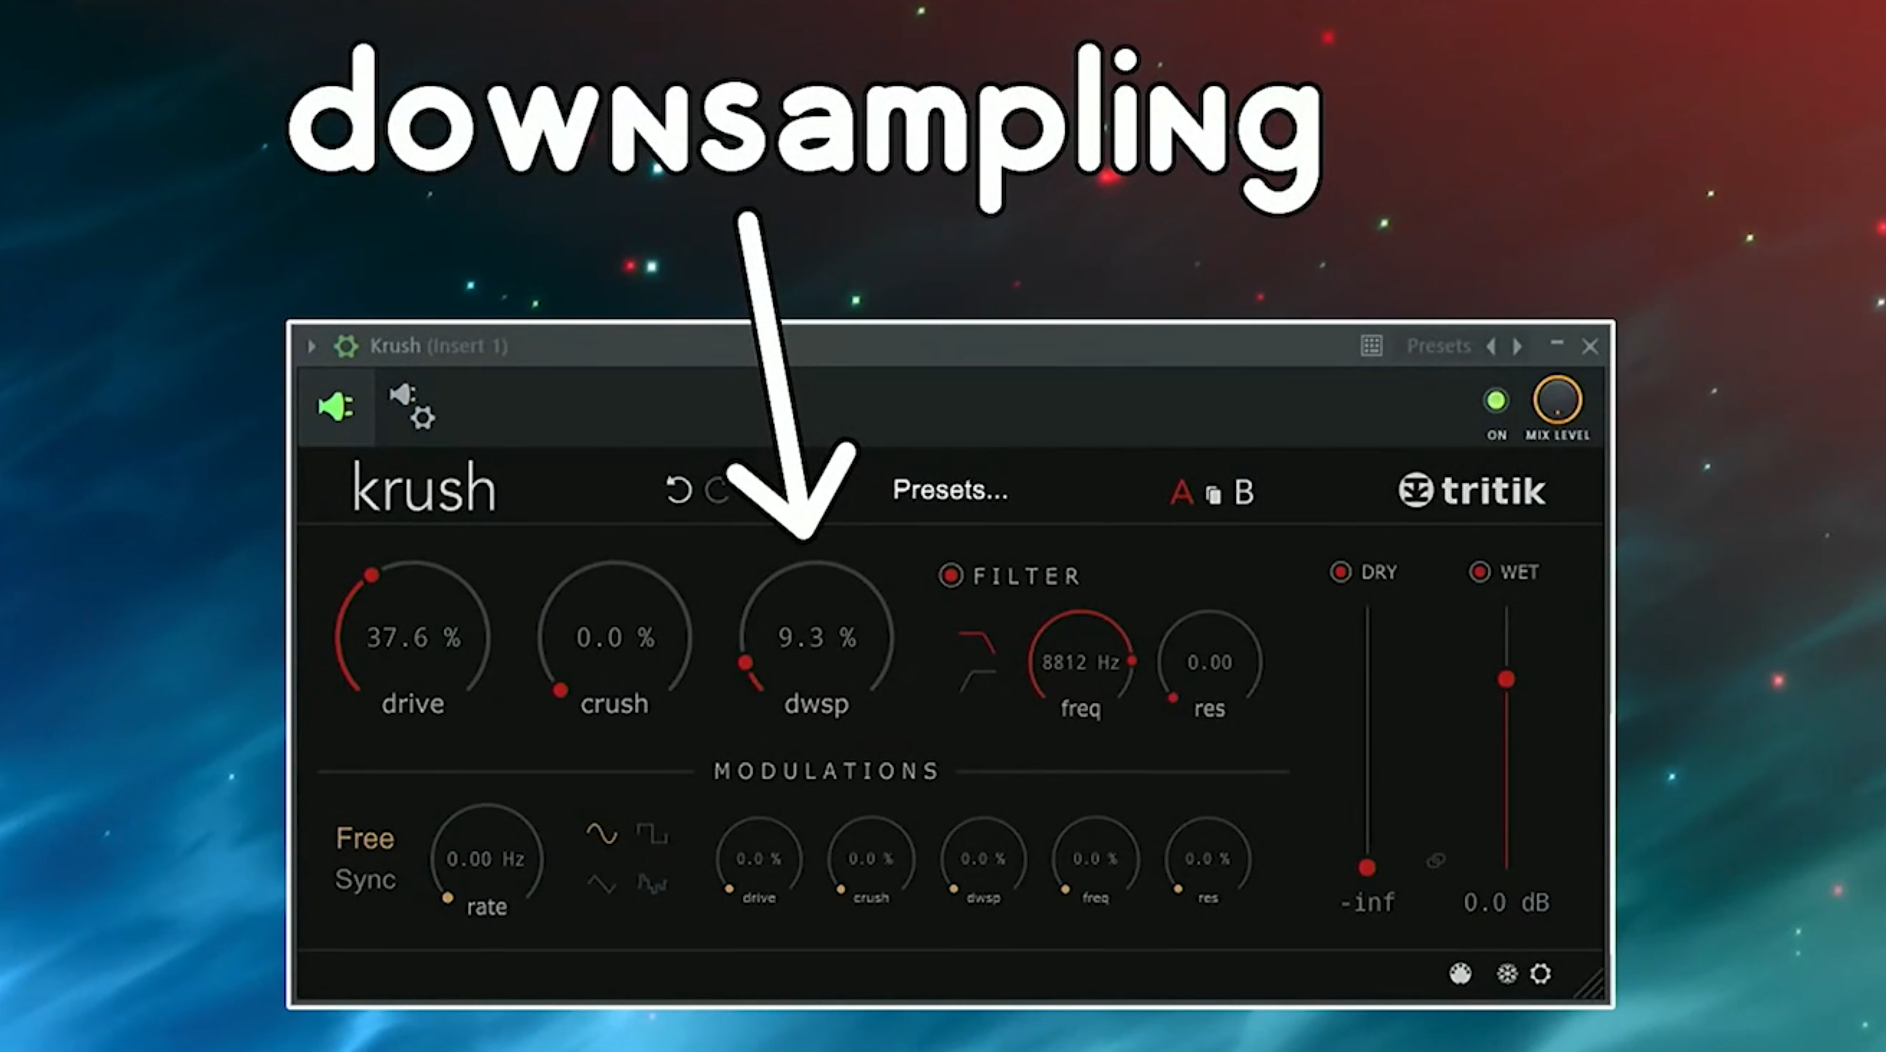 downsampling
Krush (Insert 1)
Presets
ON
MIX LEVEL
krush
Presets...
A
B
tritik
37.6 %
drive
0.0 %
crush
9.3 %
dwsp
FILTER
8812 Hz
freq
0.00
res
DRY
WET
MODULATIONS
Free
Sync
0.00 Hz
rate
0.0 %
drive
0.0 %
crush
0.0 %
dwsp
0.0 %
freq
0.0 %
res
-inf
0.0 dB